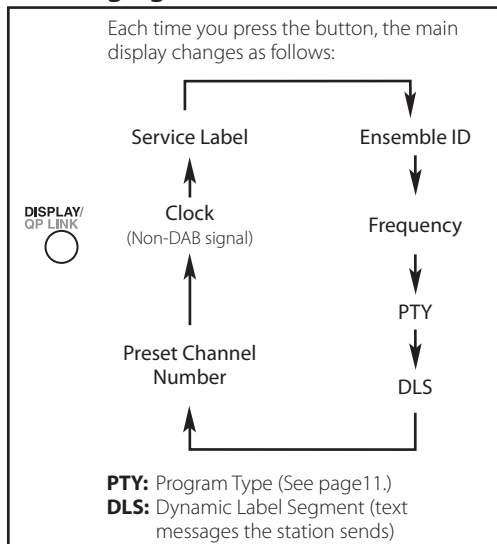 Each time you press the button, the main
display changes as follows:
Service Label
Ensemble ID
DISPLAY/
QP LINK
Clock
(Non-DAB signal)
Frequency
PTY
Preset Channel
Number
DLS
PTY: Program Type (See page11.)
DLS: Dynamic Label Segment (text
messages the station sends)